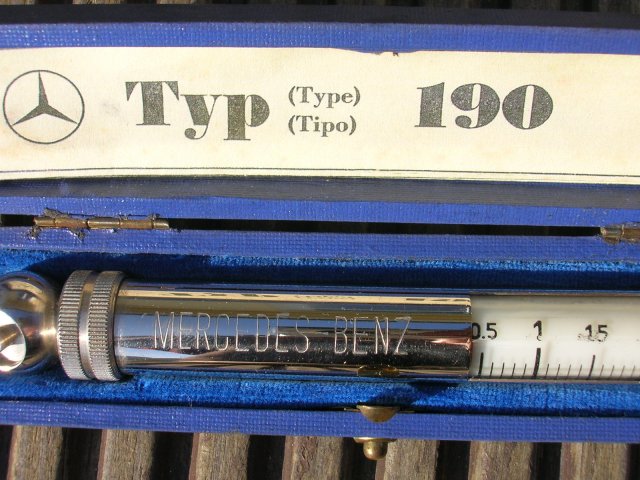 Typ (Type) 190
(Tipo)
MERCEDES BENZ
0.5 1 1.5